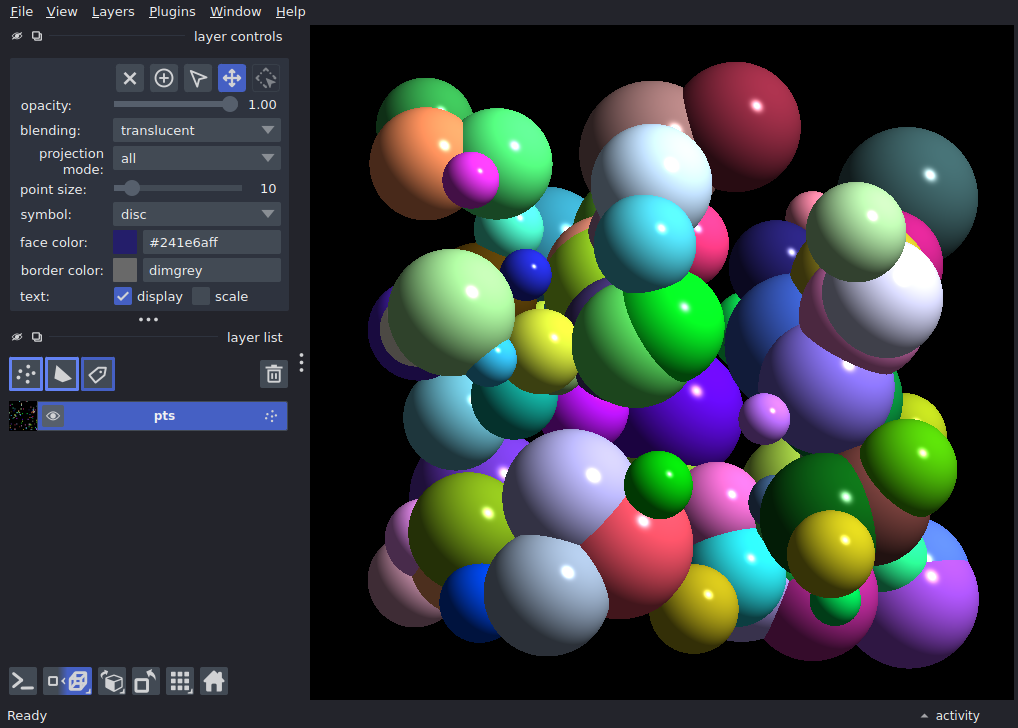 File View Layers Plugins Window Help
layer controls
opacity: 1.00
blending: translucent
projection mode: all
point size: 10
symbol: disc
face color: #241e6aff
border color: dimgrey
text: display scale
layer list
pts
Ready activity